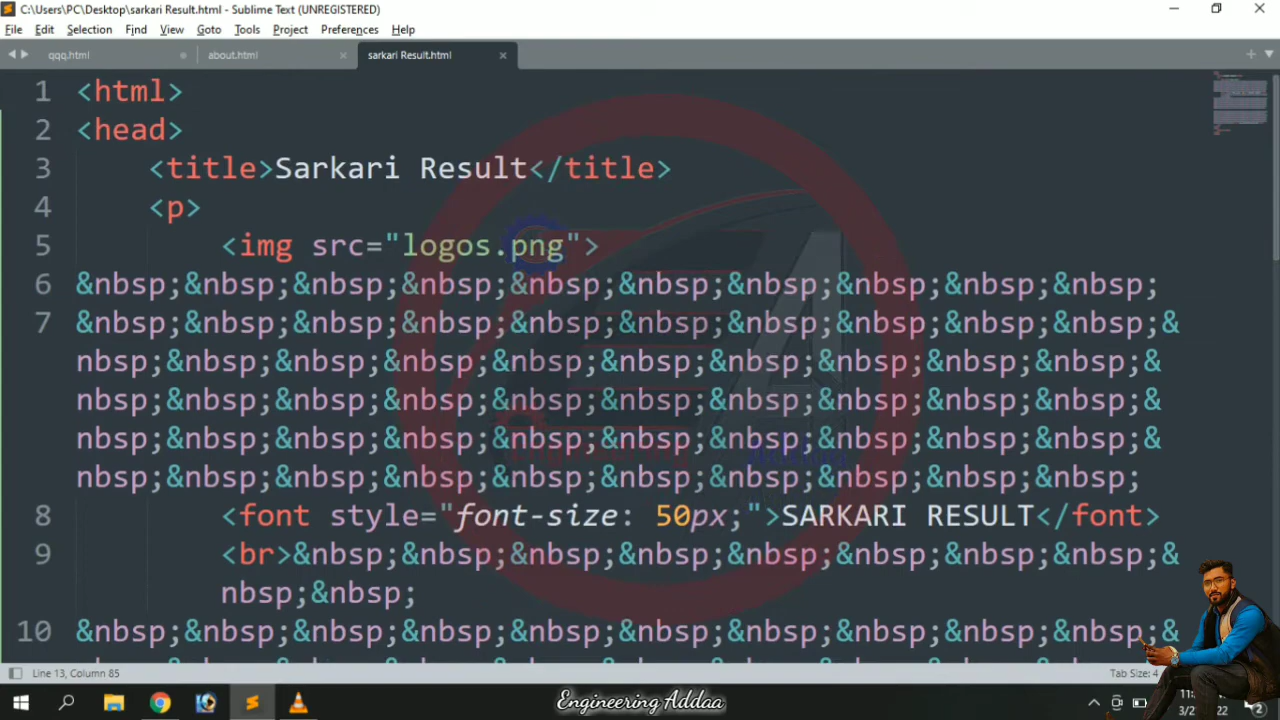 C:\Users\PC\Desktop\sarkari Result.html - Sublime Text (UNREGISTERED)
File Edit Selection Find View Goto Tools Project Preferences Help
qqq.html about.html sarkari Result.html
1 <html>
2 <head>
3 <title>Sarkari Result</title>
4 <p>
5 <img src="logos.png">
6 &nbsp;&nbsp;&nbsp;&nbsp;&nbsp;&nbsp;&nbsp;&nbsp;&nbsp;&nbsp;
7 &nbsp;&nbsp;&nbsp;&nbsp;&nbsp;&nbsp;&nbsp;&nbsp;&nbsp;&nbsp;&
nbsp;&nbsp;&nbsp;&nbsp;&nbsp;&nbsp;&nbsp;&nbsp;&nbsp;&nbsp;&
nbsp;&nbsp;&nbsp;&nbsp;&nbsp;&nbsp;&nbsp;&nbsp;&nbsp;&nbsp;&
nbsp;&nbsp;&nbsp;&nbsp;&nbsp;&nbsp;&nbsp;&nbsp;&nbsp;&nbsp;&
nbsp;&nbsp;&nbsp;&nbsp;&nbsp;&nbsp;&nbsp;&nbsp;&nbsp;&nbsp;
8 <font style="font-size: 50px;">SARKARI RESULT</font>
9 <br>&nbsp;&nbsp;&nbsp;&nbsp;&nbsp;&nbsp;&nbsp;&nbsp;&
nbsp;&nbsp;
10 &nbsp;&nbsp;&nbsp;&nbsp;&nbsp;&nbsp;&nbsp;&nbsp;&nbsp;&nbsp;&
Line 13, Column 85 Tab Size: 4
Engineering Addaa